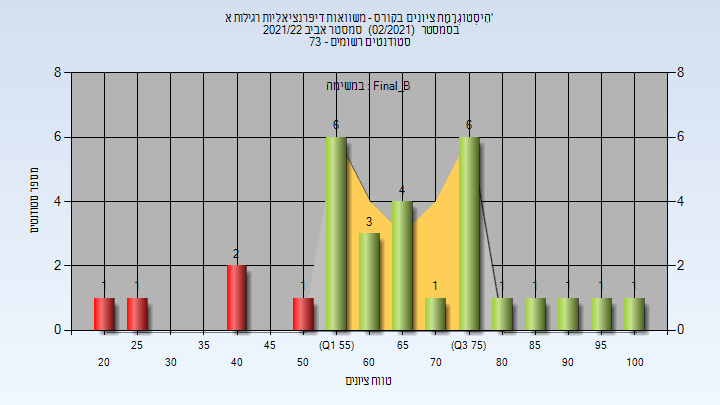 הִיסְטוֹגְרָמַת ציונים בקורס - משוואות דיפרנציאליות רגילות א'
בסמסטר (02/2021) סמסטר אביב 2021/22
סטודנטים רשומים - 73
במשימה : Final_B
8 8
6 6
6 6
4
4 4
3
2
2 2
1 1 1 1 1 1 1 1 1
0 0
מספר סטודנטים
25 35 45 (Q1 55) 65 (Q3 75) 85 95
20 30 40 50 60 70 80 90 100
טווח ציונים